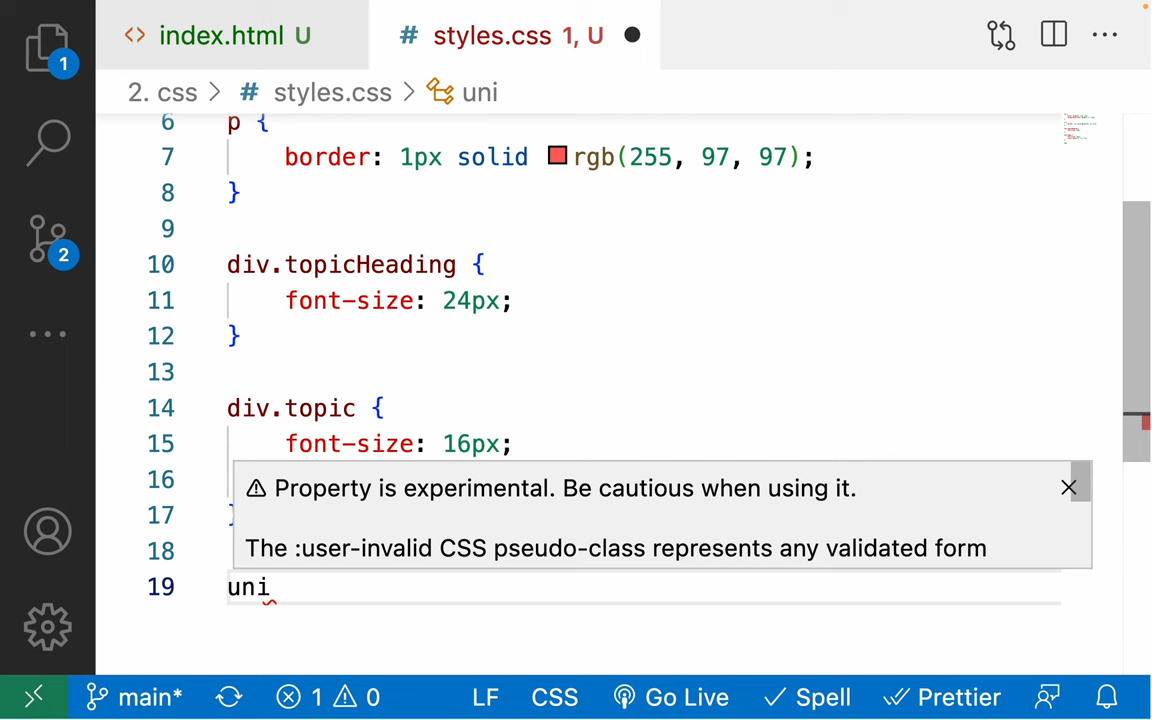 index.html U
styles.css 1, U
1
2. css > # styles.css > uni
6 p {
7 border: 1px solid rgb(255, 97, 97);
8 }
9
10 div.topicHeading {
11 font-size: 24px;
12 }
13
14 div.topic {
15 font-size: 16px;
16
⚠ Property is experimental. Be cautious when using it.
17 }
18
The :user-invalid CSS pseudo-class represents any validated form
19 uni
2
main* 1 0 LF CSS Go Live Spell Prettier